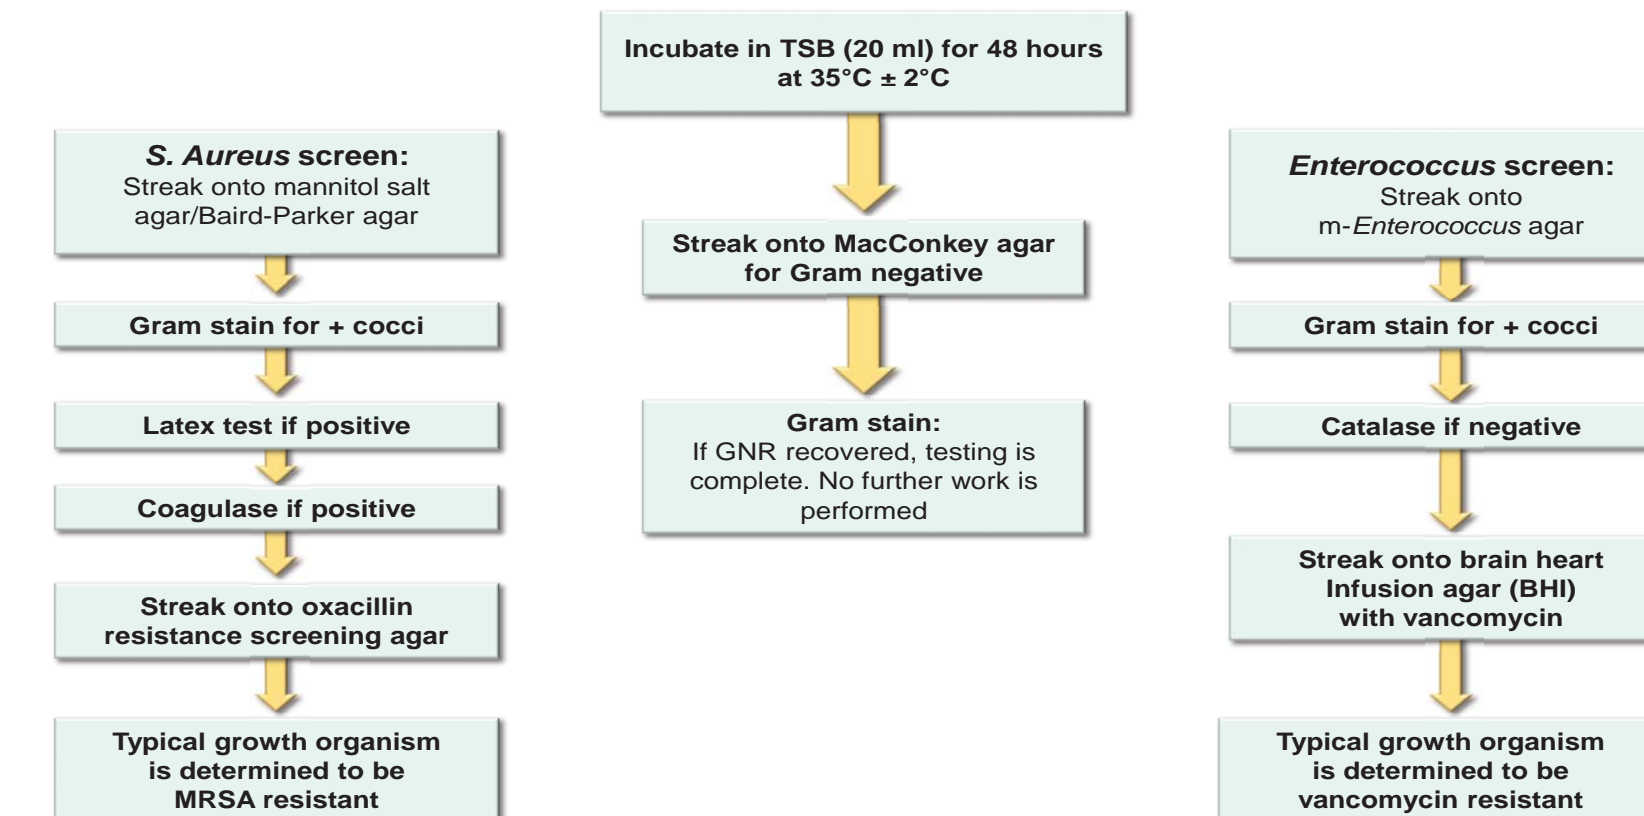 Incubate in TSB (20 ml) for 48 hours
at 35°C ± 2°C
S. Aureus screen:
Streak onto mannitol salt
agar/Baird-Parker agar
Gram stain for + cocci
Latex test if positive
Coagulase if positive
Streak onto oxacillin
resistance screening agar
Typical growth organism
is determined to be
MRSA resistant
Streak onto MacConkey agar
for Gram negative
Gram stain:
If GNR recovered, testing is
complete. No further work is
performed
Enterococcus screen:
Streak onto
m-Enterococcus agar
Gram stain for + cocci
Catalase if negative
Streak onto brain heart
Infusion agar (BHI)
with vancomycin
Typical growth organism
is determined to be
vancomycin resistant